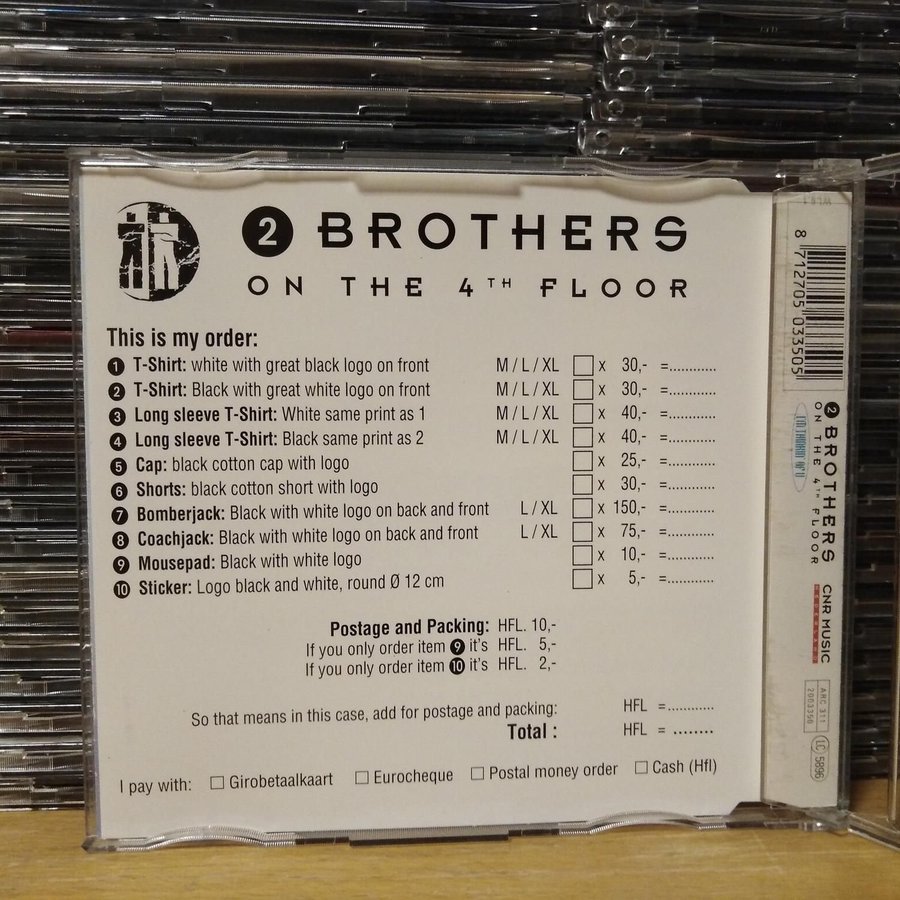 2 BROTHERS
ON THE 4TH FLOOR
This is my order:
1 T-Shirt: white with great black logo on front M / L / XL x 30,- =............
2 T-Shirt: Black with great white logo on front M / L / XL x 30,- =............
3 Long sleeve T-Shirt: White same print as 1 M / L / XL x 40,- =............
4 Long sleeve T-Shirt: Black same print as 2 M / L / XL x 40,- =............
5 Cap: black cotton cap with logo x 25,- =............
6 Shorts: black cotton short with logo x 30,- =............
7 Bomberjack: Black with white logo on back and front L / XL x 150,- =............
8 Coachjack: Black with white logo on back and front L / XL x 75,- =............
9 Mousepad: Black with white logo x 10,- =............
10 Sticker: Logo black and white, round Ø 12 cm x 5,- =............
Postage and Packing: HFL. 10,-
If you only order item 9 it's HFL. 5,-
If you only order item 10 it's HFL. 2,-
So that means in this case, add for postage and packing: HFL =............
Total : HFL = ........
I pay with: Girobetaalkaart Eurocheque Postal money order Cash (Hfl)
8 712705 033505
2 BROTHERS
ON THE 4TH FLOOR
I'M THINKIN' OF U
CNR MUSIC
ARC 311
2003350
LC 5896